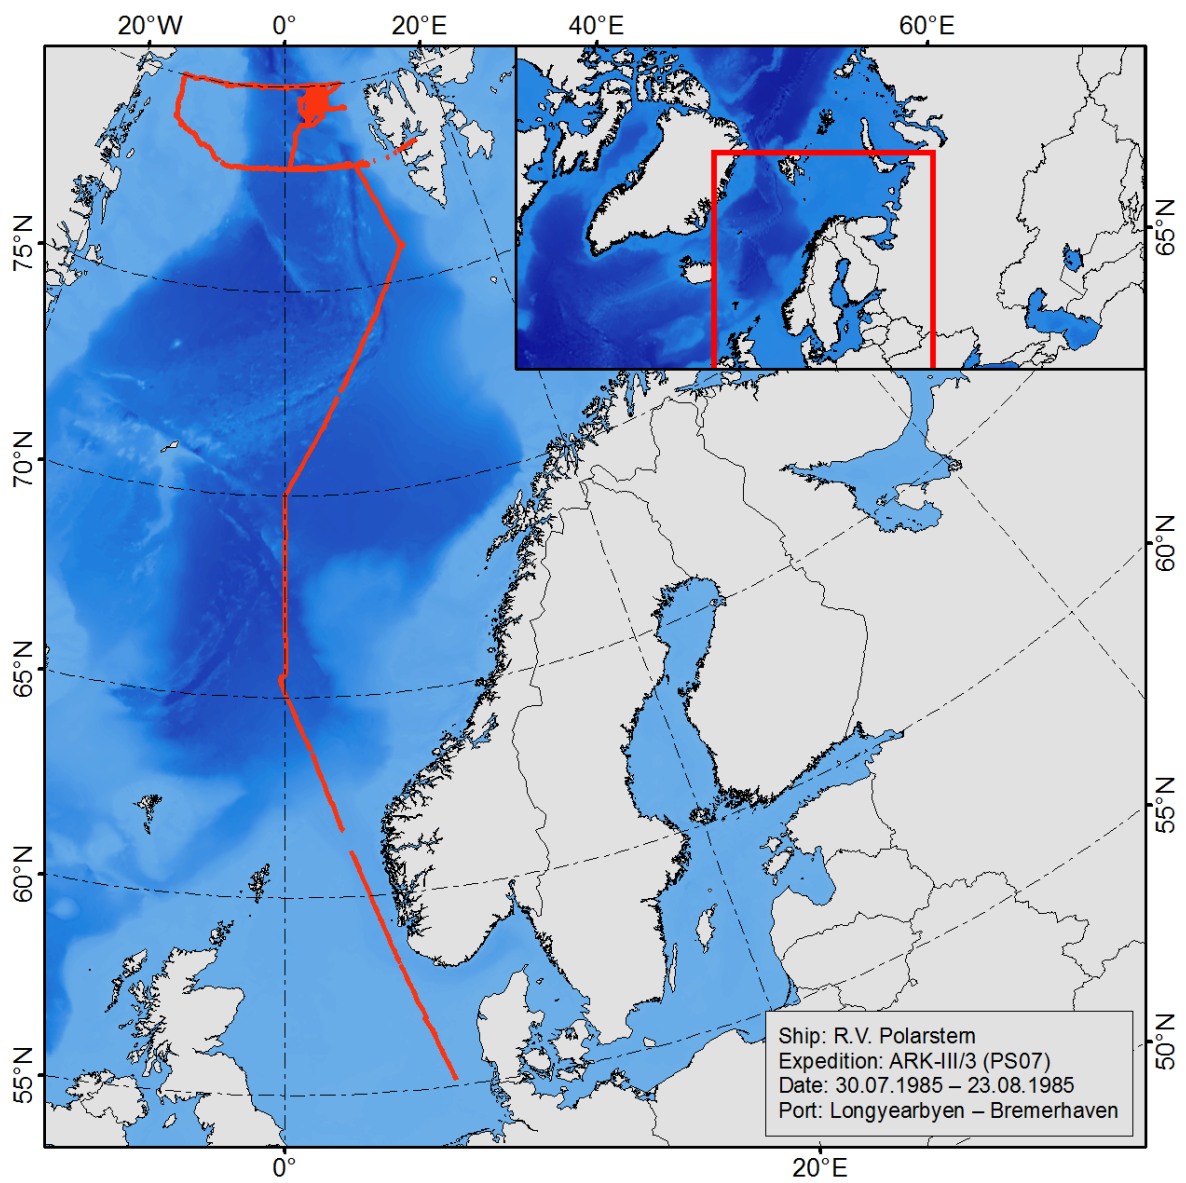 20°W 0° 20°E 40°E 60°E
75°N
70°N
65°N
60°N
55°N
65°N
60°N
55°N
50°N
Ship: R.V. Polarstern
Expedition: ARK-III/3 (PS07)
Date: 30.07.1985 – 23.08.1985
Port: Longyearbyen – Bremerhaven
0° 20°E